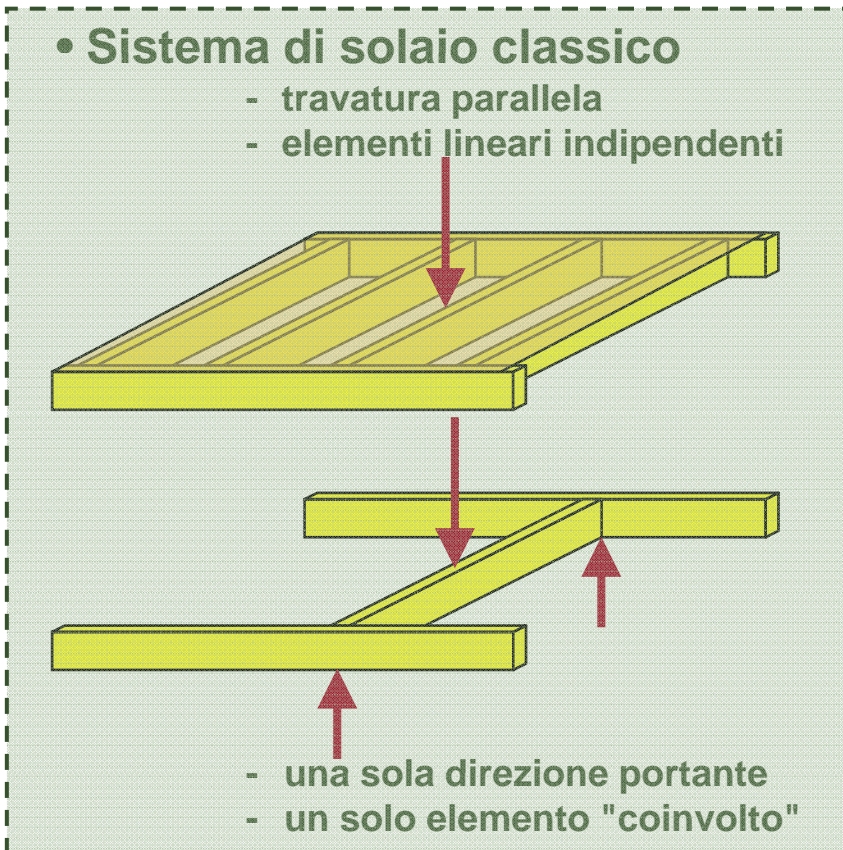 • Sistema di solaio classico
- travatura parallela
- elementi lineari indipendenti
- una sola direzione portante
- un solo elemento "coinvolto"